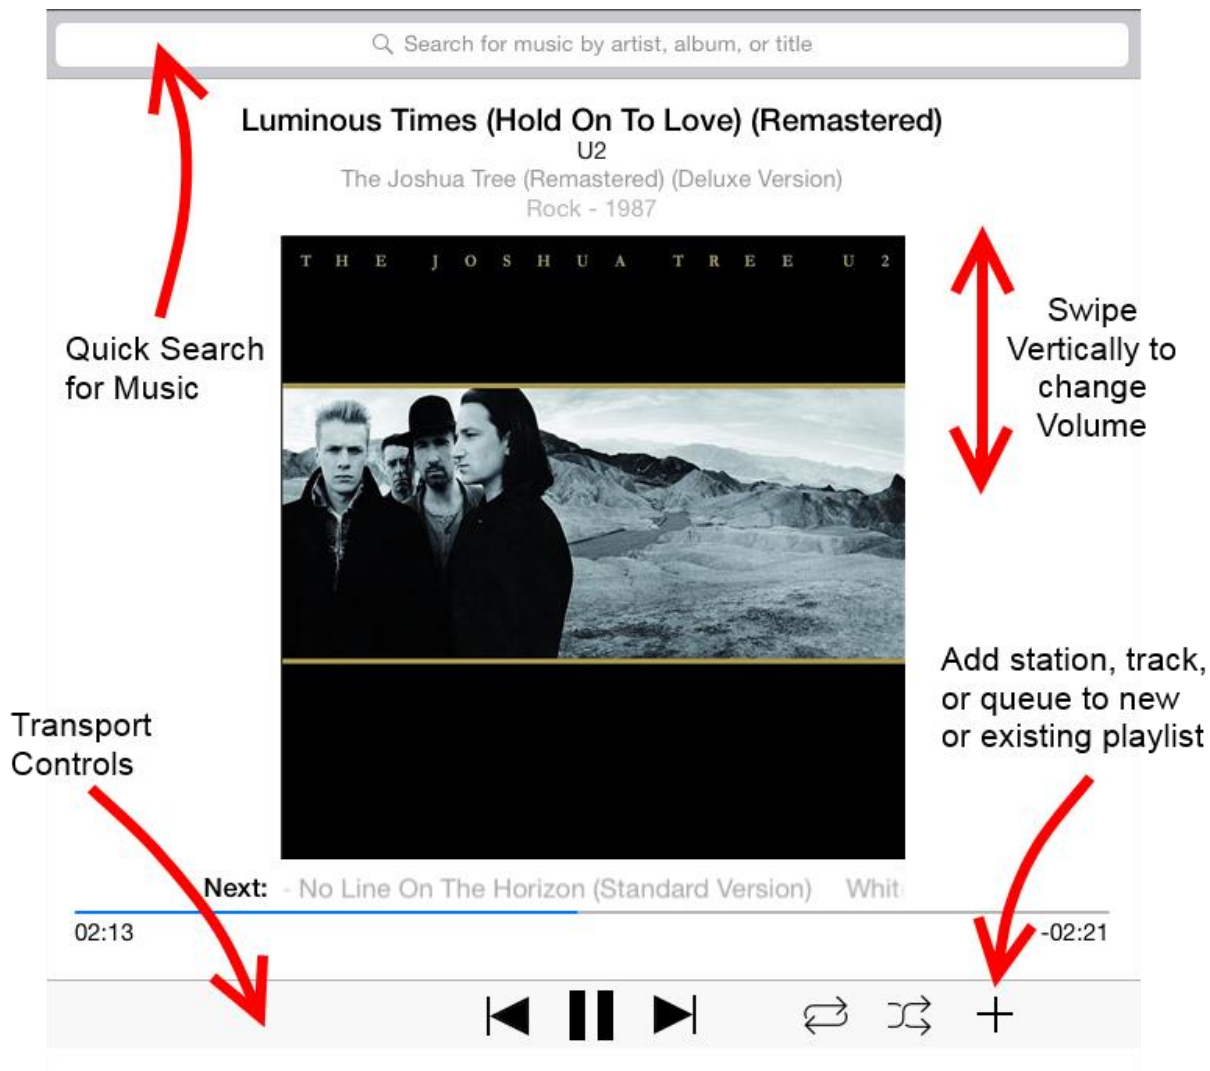 Search for music by artist, album, or title
Luminous Times (Hold On To Love) (Remastered)
U2
The Joshua Tree (Remastered) (Deluxe Version)
Rock - 1987
THE JOSHUA TREE U2
Quick Search
for Music
Swipe
Vertically to
change
Volume
Add station, track,
or queue to new
or existing playlist
Transport
Controls
Next: - No Line On The Horizon (Standard Version) Whit
02:13
-02:21